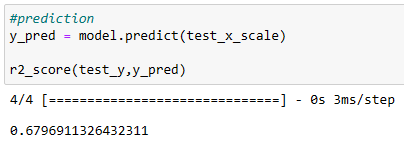 #prediction
y_pred = model.predict(test_x_scale)
r2_score(test_y,y_pred)
4/4 [==============================] - 0s 3ms/step
0.6796911326432311